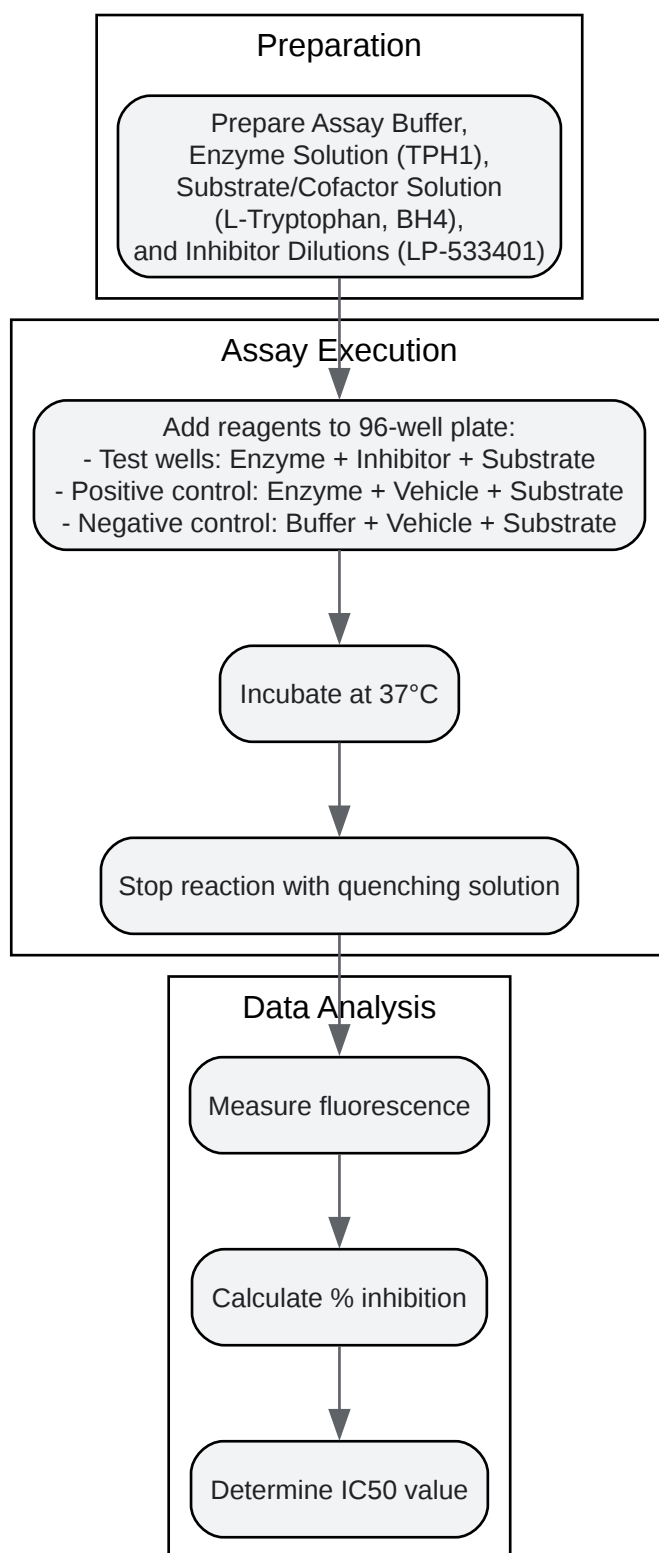 Preparation
Prepare Assay Buffer,
Enzyme Solution (TPH1),
Substrate/Cofactor Solution
(L-Tryptophan, BH4),
and Inhibitor Dilutions (LP-533401)
Assay Execution
Add reagents to 96-well plate:
- Test wells: Enzyme + Inhibitor + Substrate
- Positive control: Enzyme + Vehicle + Substrate
- Negative control: Buffer + Vehicle + Substrate
Incubate at 37°C
Stop reaction with quenching solution
Data Analysis
Measure fluorescence
Calculate % inhibition
Determine IC50 value